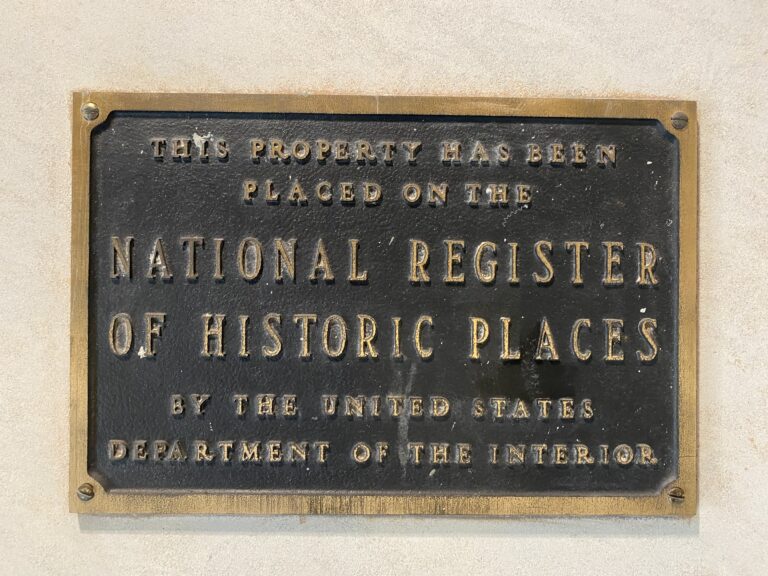 THIS PROPERTY HAS BEEN
PLACED ON THE
NATIONAL REGISTER
OF HISTORIC PLACES
BY THE UNITED STATES
DEPARTMENT OF THE INTERIOR